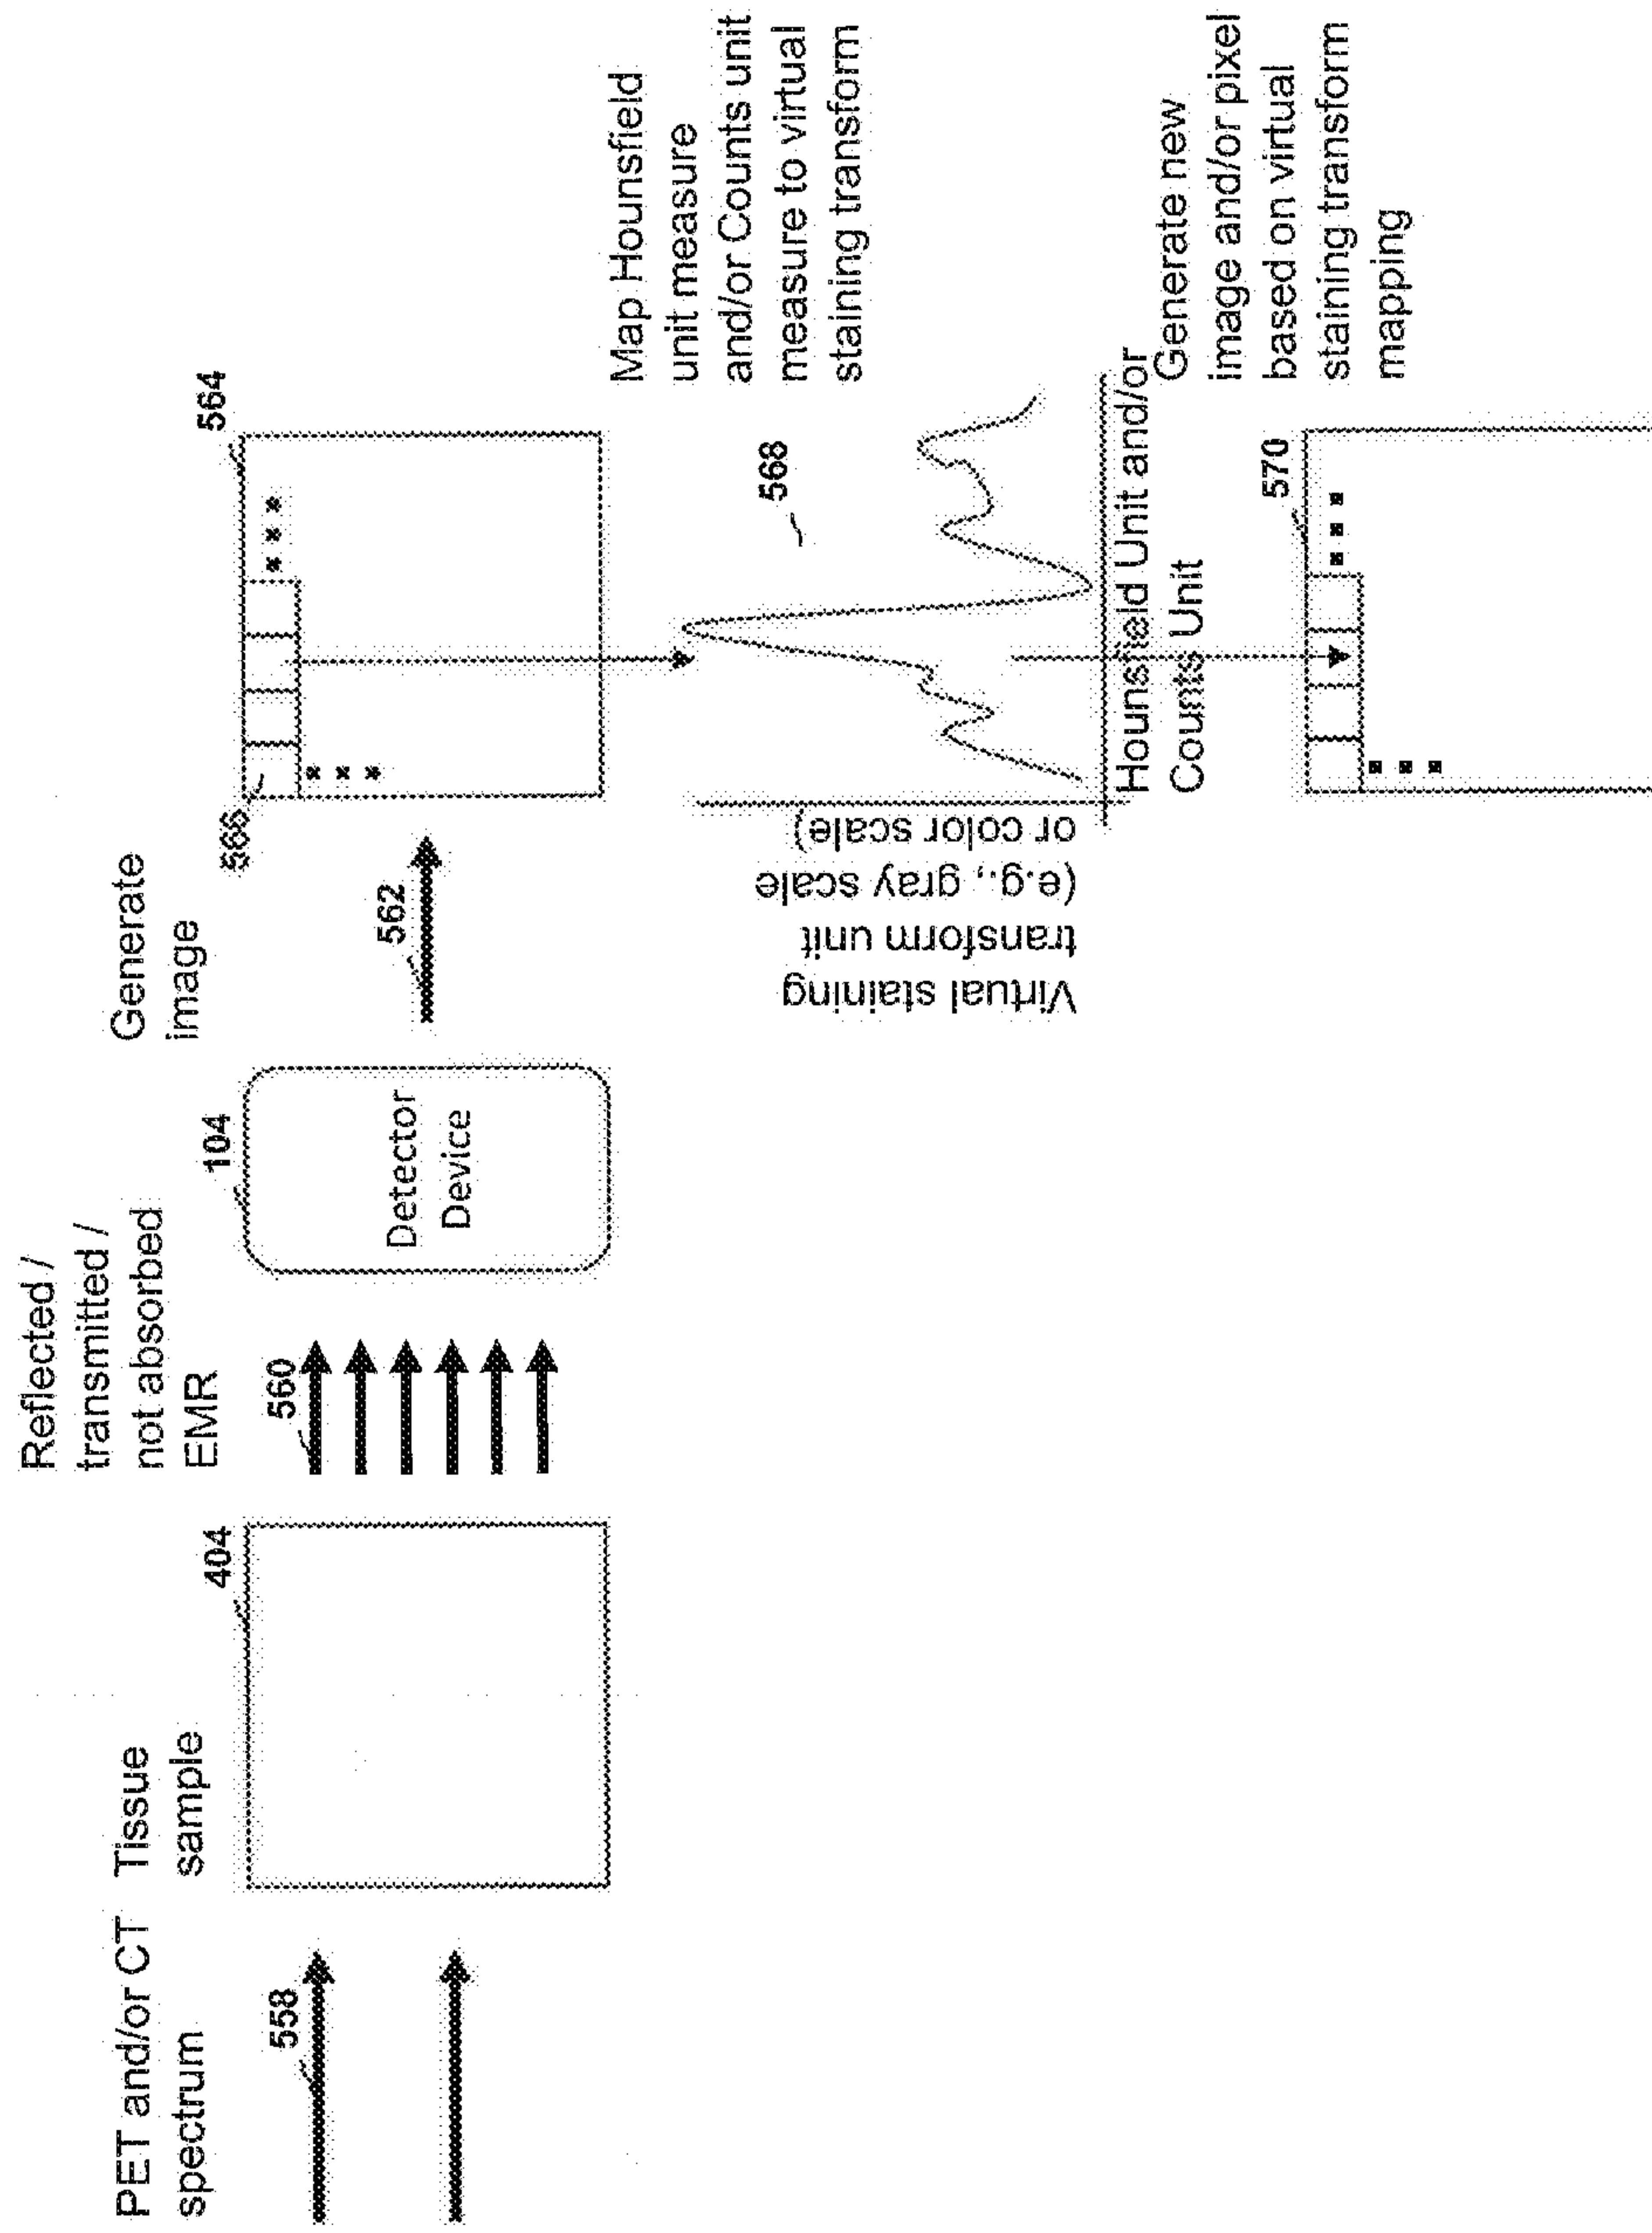 PET and/or CT
spectrum
558
Tissue
sample
404
Reflected /
transmitted /
not absorbed
EMR
560
104
Detector
Device
Generate
image
562
564
566
Map Hounsfield
unit measure
and/or Counts unit
measure to virtual
staining transform
568
Virtual staining
transform unit
(e.g., gray scale
or color scale)
Hounsfield Unit and/or
Counts Unit
Generate new
image and/or pixel
based on virtual
staining transform
mapping
570